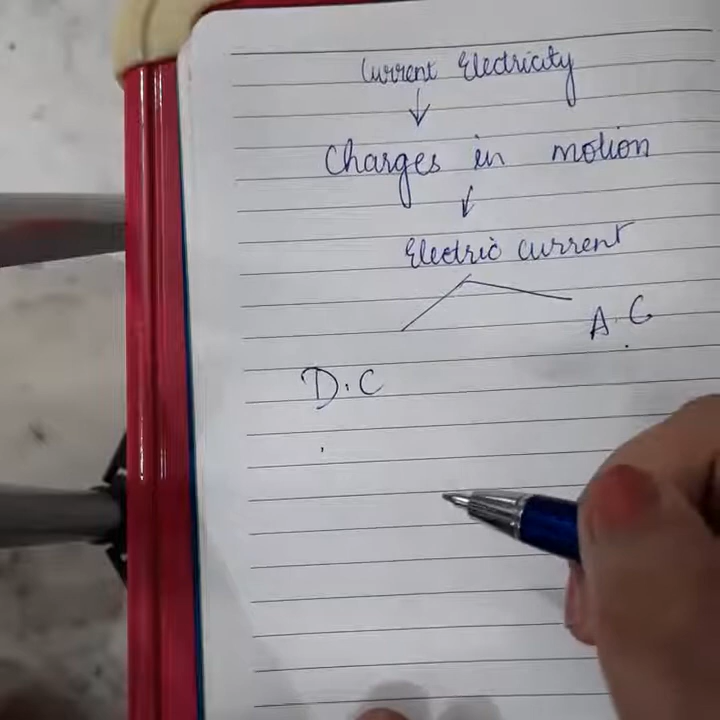 Current Electricity
Charges in motion
Electric current
A.C
D.C